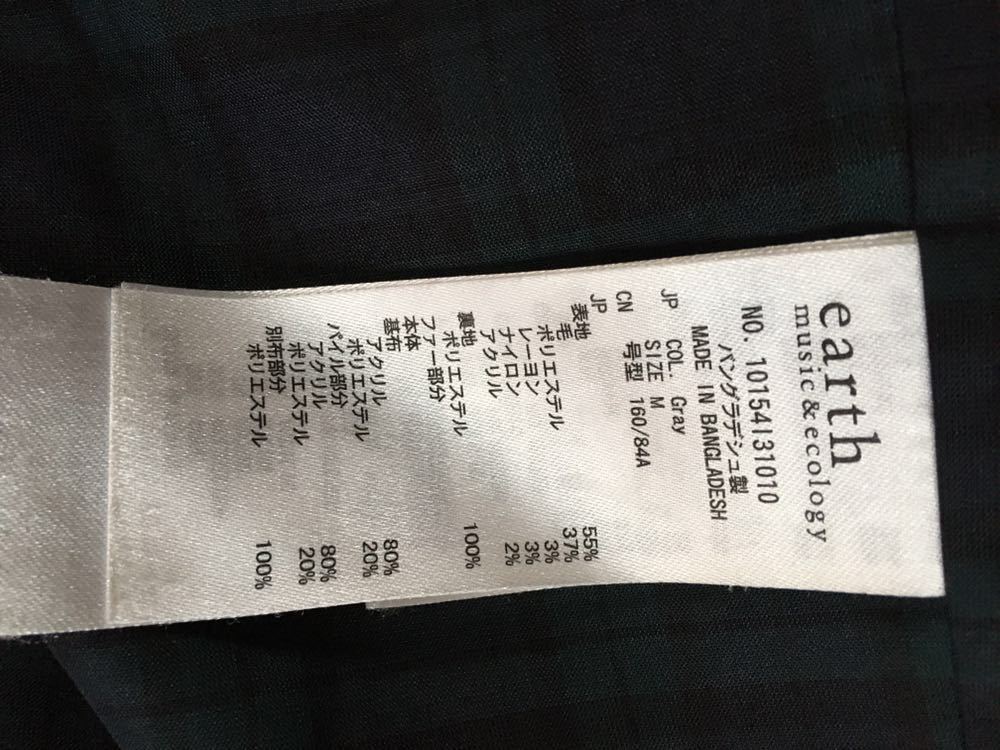 earth
music&ecology
NO. 10154131010
バングラデシュ製
MADE IN BANGLADESH
JP COL. Gray
SIZE M
CN 号型 160/84A
JP
表地
毛 55%
ポリエステル 37%
レーヨン 3%
ナイロン 3%
アクリル 2%
裏地
ポリエステル 100%
ファー部分
本体
基布
アクリル 80%
ポリエステル 20%
パイル部分
アクリル 80%
ポリエステル 20%
別布部分
ポリエステル 100%